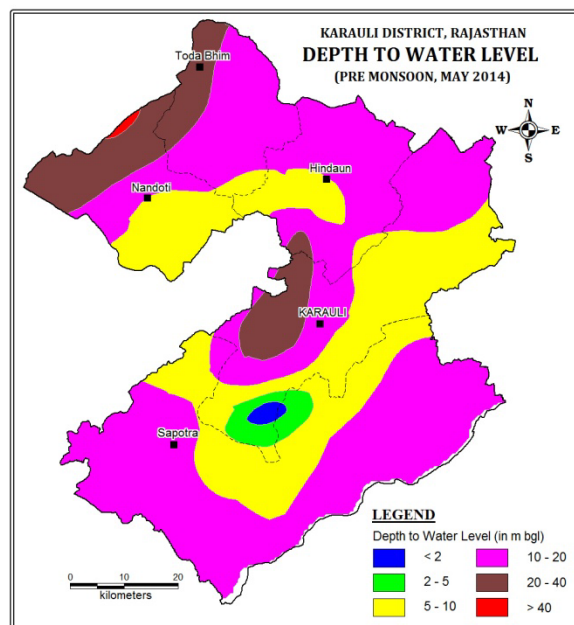 KARAULI DISTRICT, RAJASTHAN
DEPTH TO WATER LEVEL
(PRE MONSOON, MAY 2014)
Toda Bhim
N
W E
S
Hindaun
Nandoti
KARAULI
Sapotra
LEGEND
Depth to Water Level (in m bgl)
< 2 10 - 20
2 - 5 20 - 40
5 - 10 > 40
0 10 20
kilometers